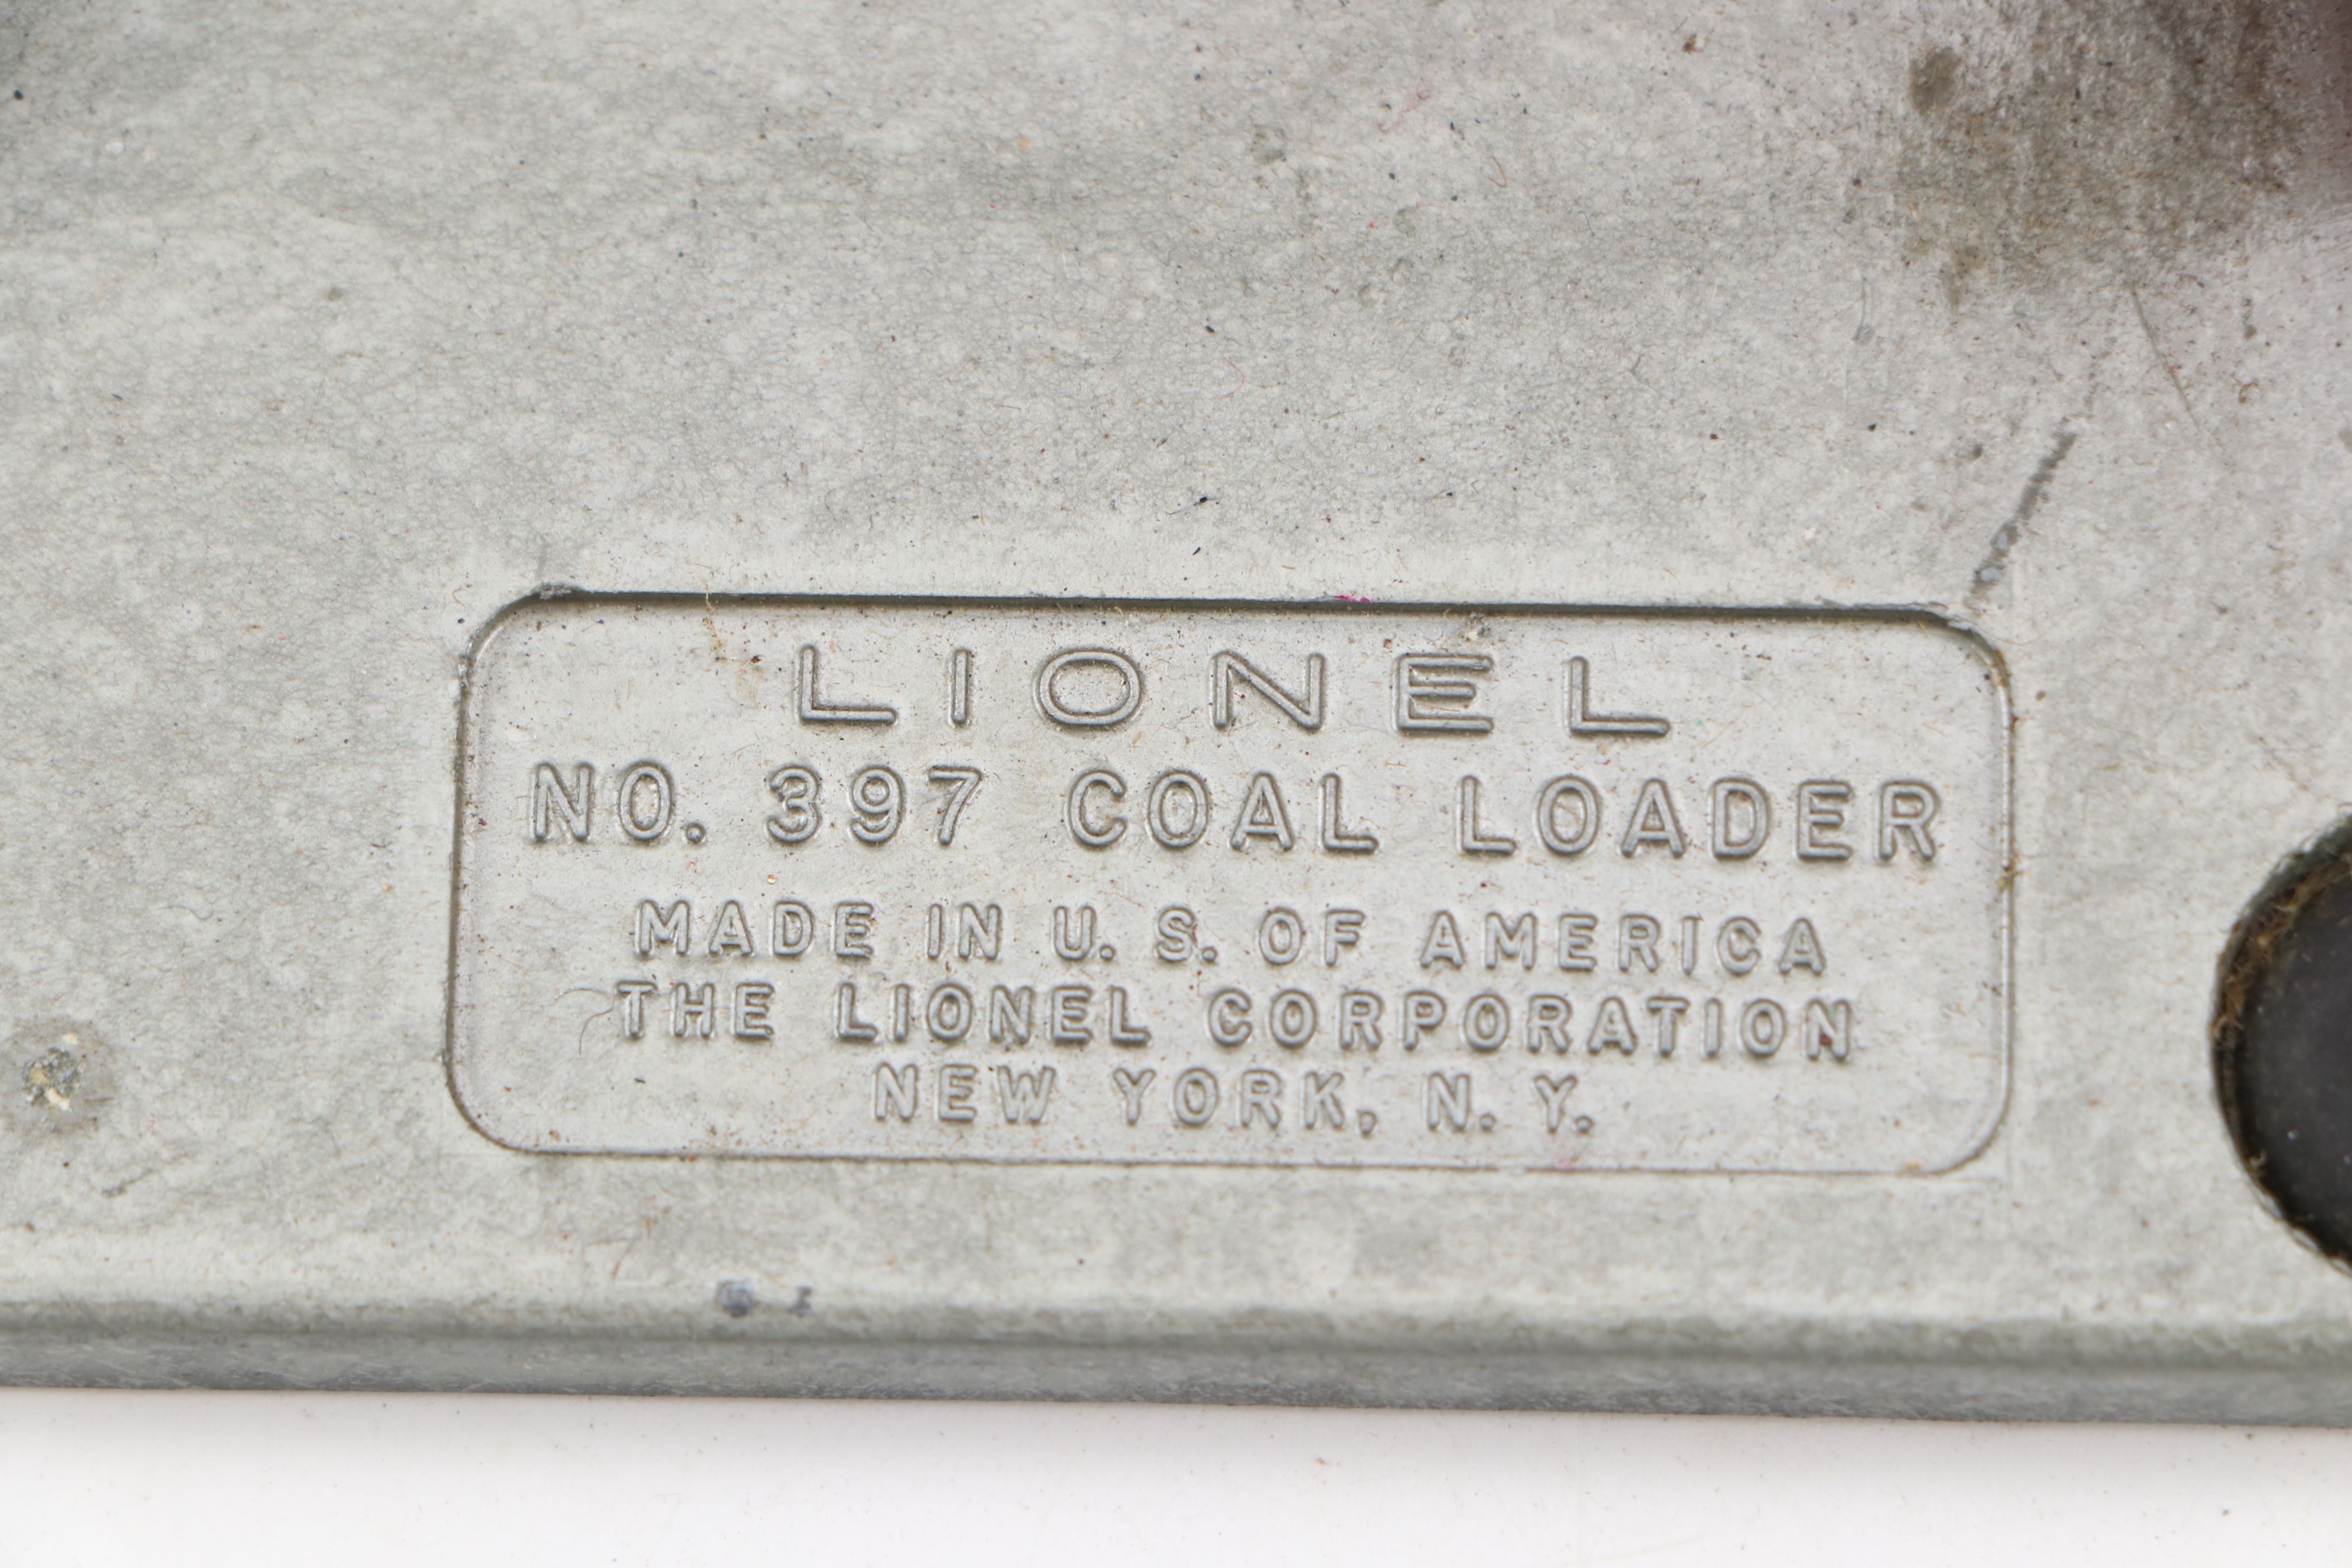 LIONEL
NO. 397 COAL LOADER
MADE IN U. S. OF AMERICA
THE LIONEL CORPORATION
NEW YORK, N. Y.